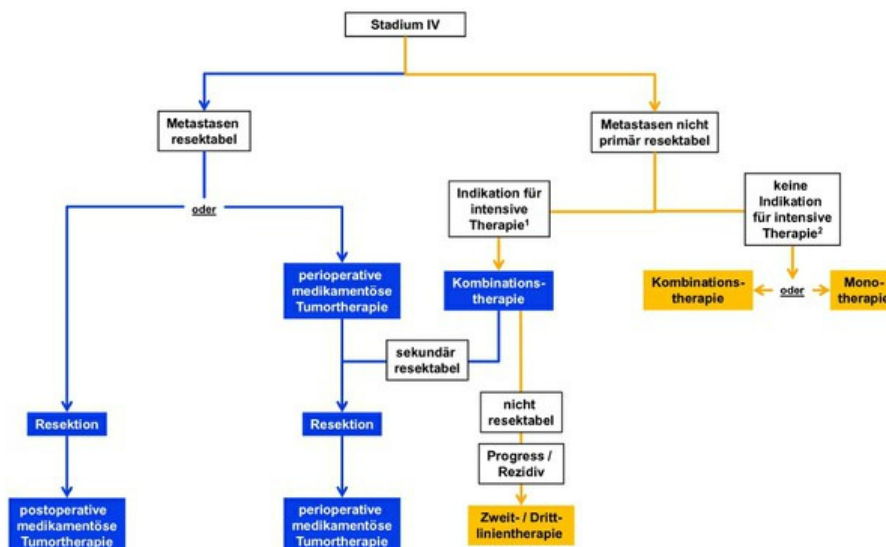 Stadium IV
Metastasen
resektabel
Metastasen nicht
primär resektabel
oder
Indikation für
intensive
Therapie¹
keine
Indikation
für intensive
Therapie²
perioperative
medikamentöse
Tumortherapie
Kombinations-
therapie
Kombinations-
therapie
oder
Mono-
therapie
sekundär
resektabel
Resektion
Resektion
nicht
resektabel
Progress /
Rezidiv
postoperative
medikamentöse
Tumortherapie
perioperative
medikamentöse
Tumortherapie
Zweit- / Dritt-
linientherapie